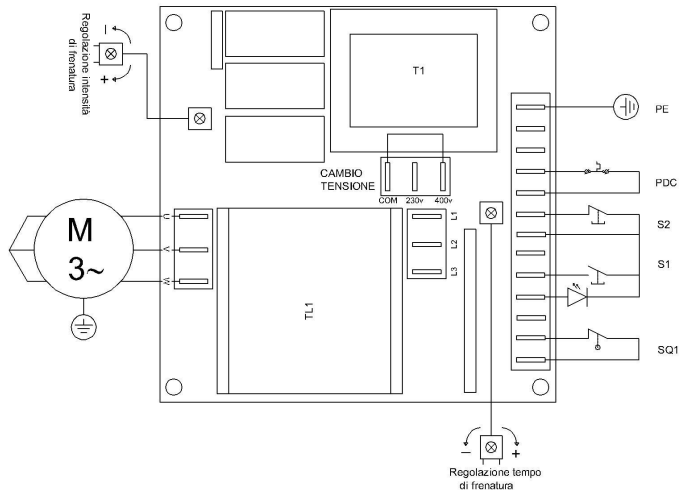 Regolazione intensità
di frenatura
−
+
T1
PE
CAMBIO
TENSIONE
COM 230v 400v
PDC
S2
S1
SQ1
M
3~
U
V
W
L1
L2
L3
TL1
− +
Regolazione tempo
di frenatura